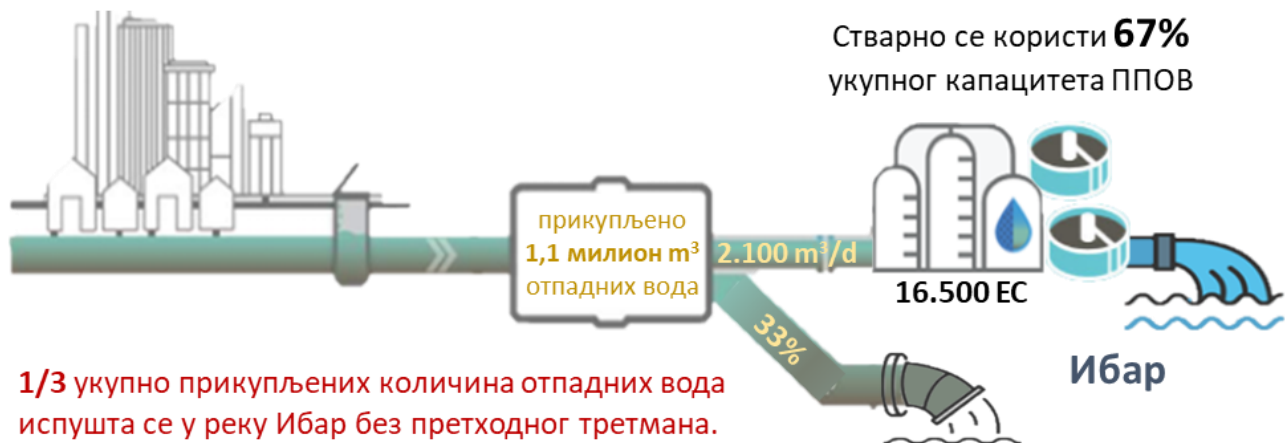 Стварно се користи 67%
укупног капацитета ППОВ
прикупљено
1,1 милион m³
отпадних вода
2.100 m³/d
16.500 ЕС
33%
Ибар
1/3 укупно прикупљених количина отпадних вода
испушта се у реку Ибар без претходног третмана.